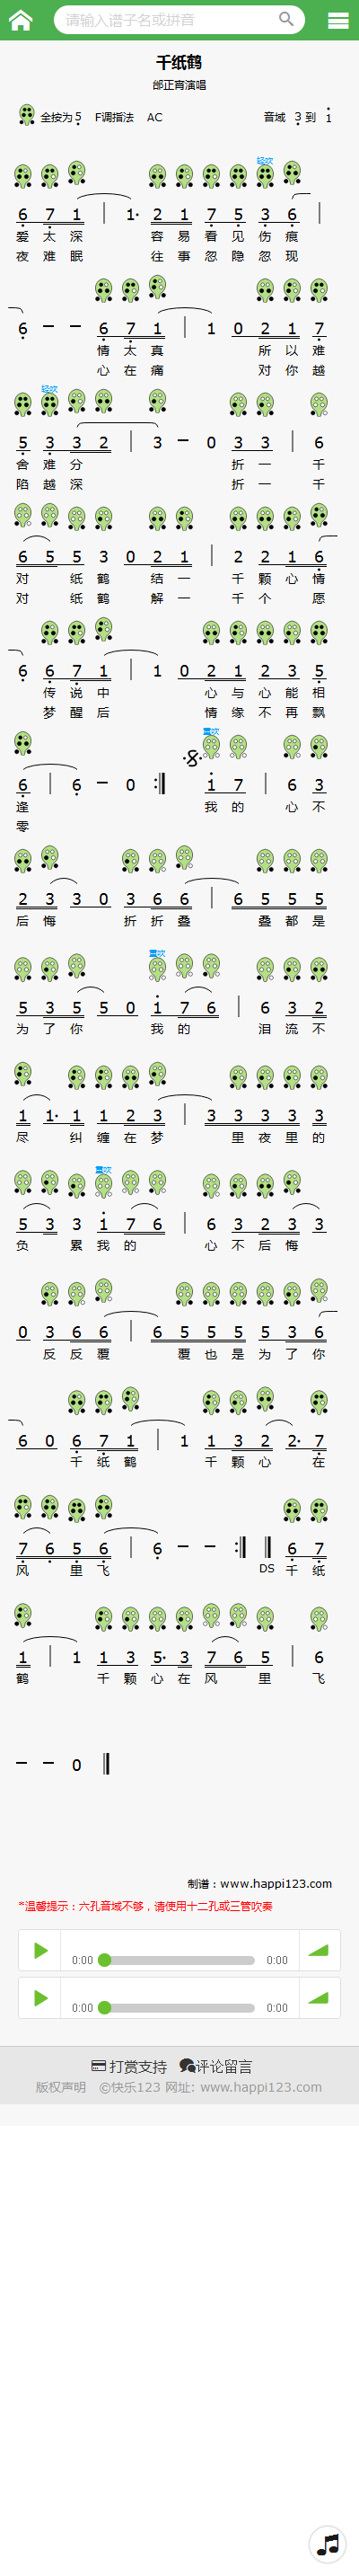 请输入谱子名或拼音
千纸鹤
邰正宵演唱
全按为5 F调指法 AC 音域 3 到 1
轻吹
6 7 1 | 1· 2 1 7 5 3 6 |
爱 太 深 容 易 看 见 伤 痕
夜 难 眠 往 事 忽 隐 忽 现
6 – – 6 7 1 | 1 0 2 1 7
情 太 真 所 以 难
心 在 痛 对 你 越
轻吹
5 3 3 2 | 3 – 0 3 3 | 6
舍 难 分 折 一 千
陷 越 深 折 一 千
6 5 5 3 0 2 1 | 2 2 1 6
对 纸 鹤 结 一 千 颗 心 情
对 纸 鹤 解 一 千 个 愿
6 6 7 1 | 1 0 2 1 2 3 5
传 说 中 心 与 心 能 相
梦 醒 后 情 缘 不 再 飘
重吹
6 | 6 – 0 :| 1 7 | 6 3
逢 我 的 心 不
零
2 3 3 0 3 6 6 | 6 5 5 5
后 悔 折 折 叠 叠 都 是
重吹
5 3 5 5 0 1 7 6 | 6 3 2
为 了 你 我 的 泪 流 不
1 1· 1 1 2 3 | 3 3 3 3 3
尽 纠 缠 在 梦 里 夜 里 的
重吹
5 3 3 1 7 6 | 6 3 2 3 3
负 累 我 的 心 不 后 悔
0 3 6 6 | 6 5 5 5 5 3 6
反 反 覆 覆 也 是 为 了 你
6 0 6 7 1 | 1 1 3 2 2· 7
千 纸 鹤 千 颗 心 在
7 6 5 6 | 6 – – :| ‖ 6 7
风 里 飞 DS 千 纸
1 | 1 1 3 5· 3 7 6 5 | 6
鹤 千 颗 心 在 风 里 飞
– – 0 ‖
制谱：www.happi123.com
*温馨提示：六孔音域不够，请使用十二孔或三管吹奏
0:00 0:00
0:00 0:00
打赏支持 评论留言
版权声明 ©快乐123 网址: www.happi123.com